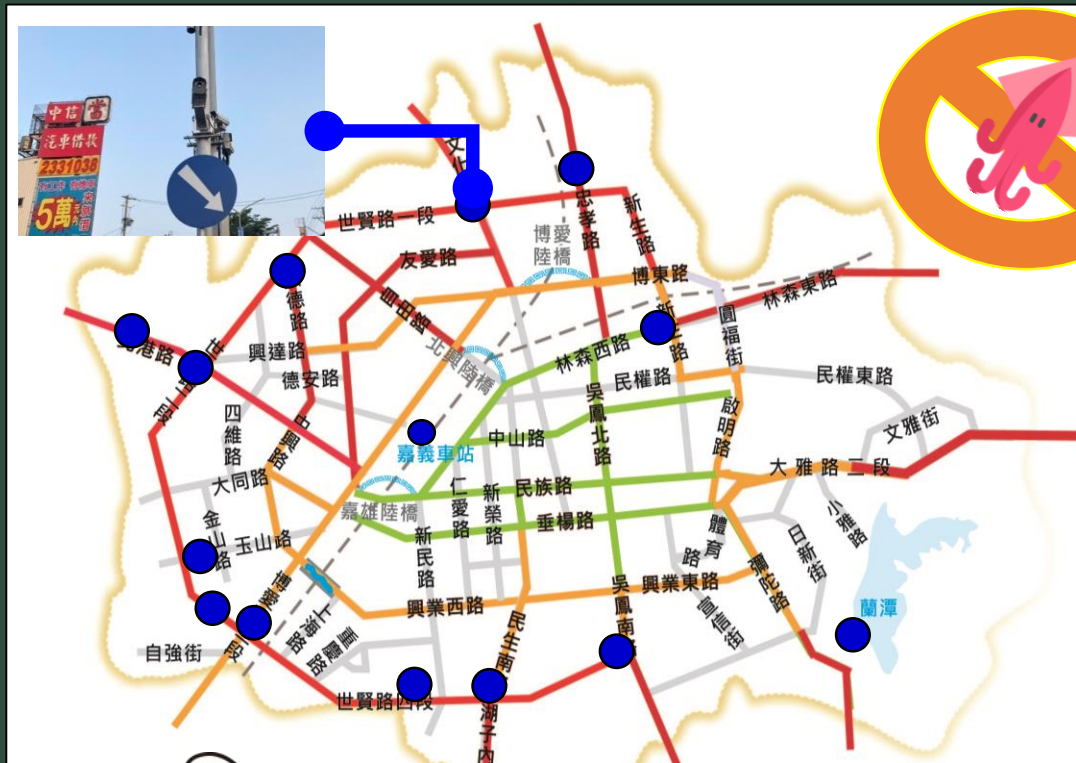 中信當
汽車借款
2331038
5萬
文化
世賢路一段
忠孝路
新生路
博愛陸橋
友愛路
博東路
自由路
德路
林森東路
港路
興達路
北興陸橋
林森西路
圓福街
德安路
民權路
民權東路
吳鳳北路
四維路
中興路
啟明路
文雅街
中山路
嘉義車站
大雅路二段
大同路
仁愛路
新榮路
民族路
嘉雄陸橋
垂楊路
小雅路
金山路
玉山路
新民路
體育路
日新街
彌陀路
興業西路
吳鳳南路
興業東路
宣信街
蘭潭
上海路
重慶路
民生南
自強街
世賢路四段
湖子內